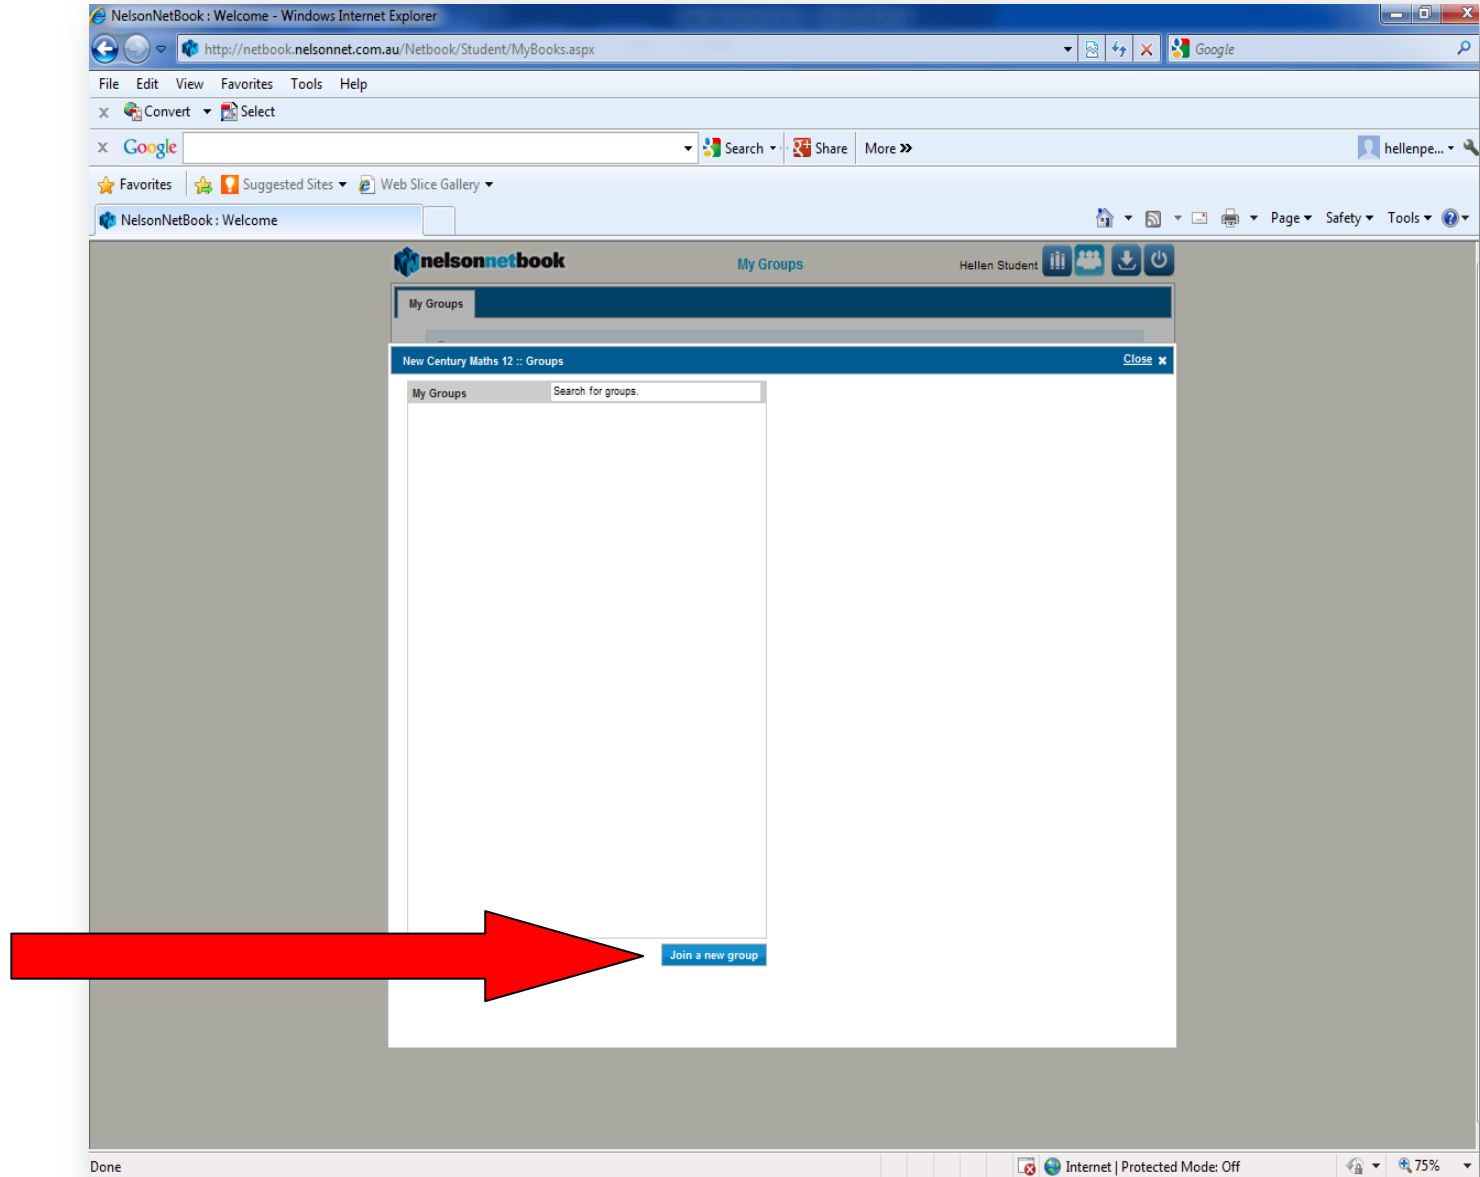 NelsonNetBook : Welcome - Windows Internet Explorer
http://netbook.nelsonnet.com.au/Netbook/Student/MyBooks.aspx
Google
File Edit View Favorites Tools Help
x Convert Select
x Google Search Share More » hellenpe...
Favorites Suggested Sites Web Slice Gallery
NelsonNetBook : Welcome Page Safety Tools
nelsonnetbook My Groups Hellen Student
My Groups
New Century Maths 12 :: Groups Close x
My Groups Search for groups.
Join a new group
Done Internet | Protected Mode: Off 75%